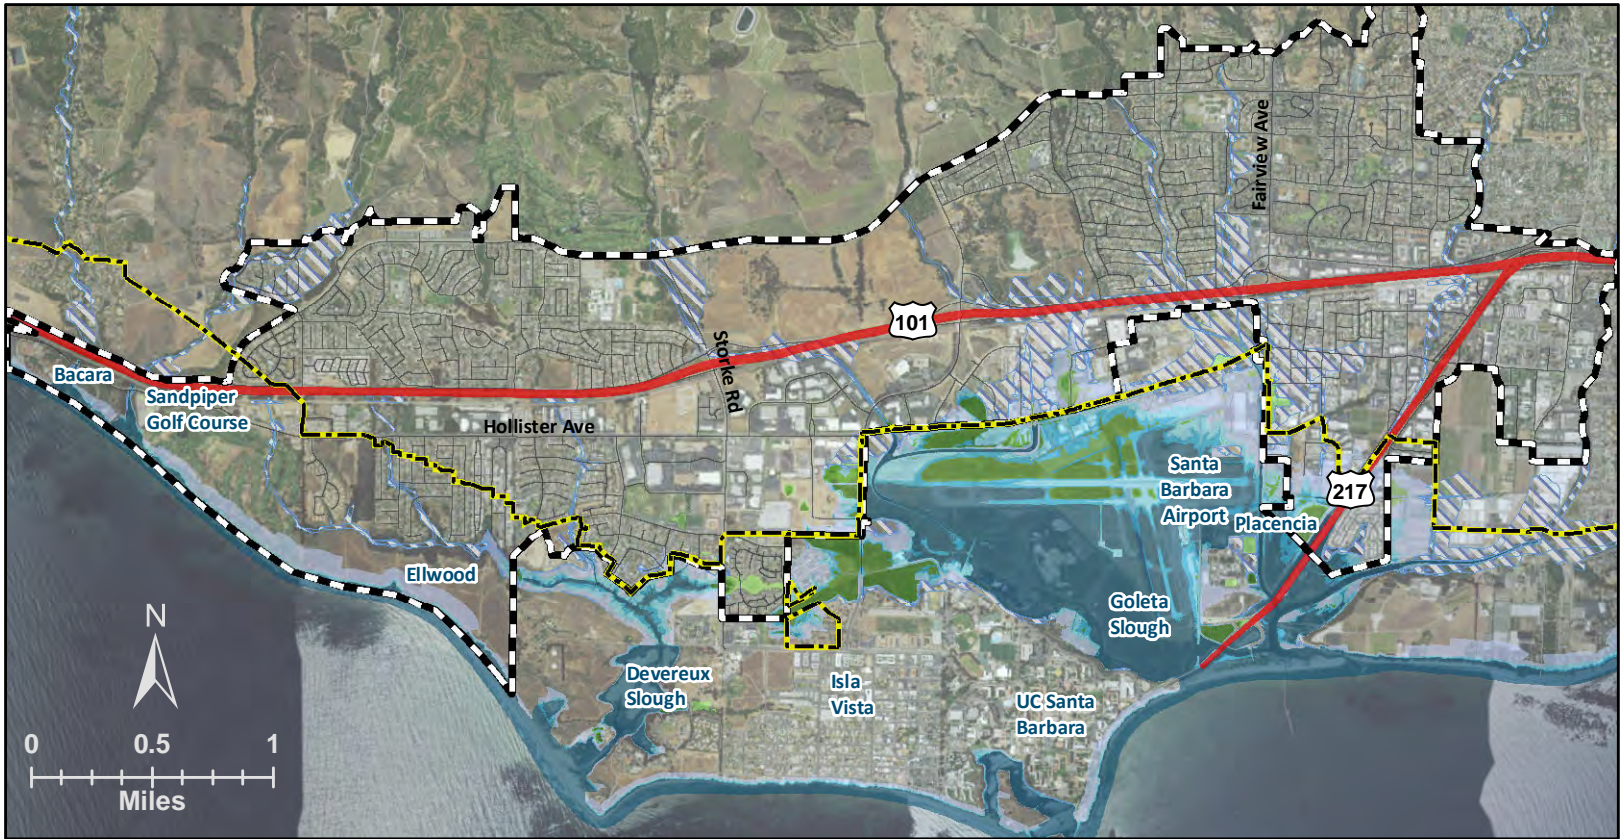 Fairview Ave
101
Storke Rd
Bacara
Sandpiper
Golf Course
Hollister Ave
Santa
Barbara
Airport
217
Placencia
Ellwood
N
Goleta
Slough
Devereux
Slough
Isla
Vista
UC Santa
Barbara
0 0.5 1
Miles